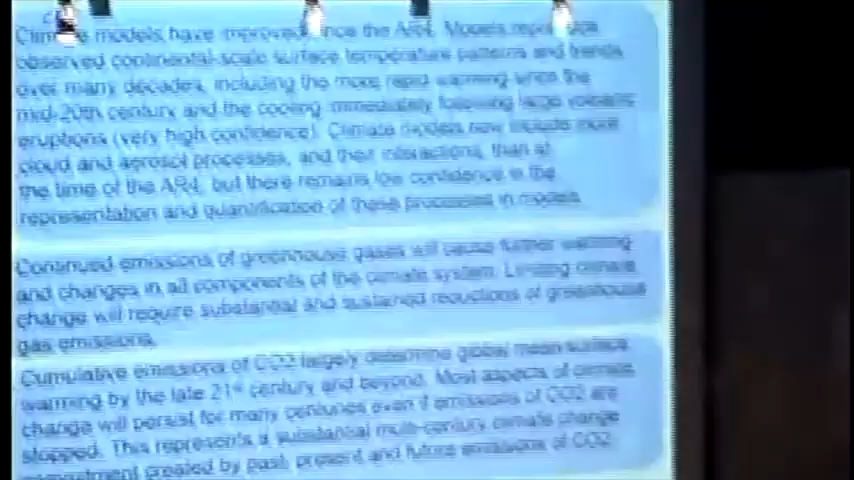 Climate models have improved since the AR4. Models reproduce
observed continental-scale surface temperature patterns and trends
over many decades, including the more rapid warming since the
mid-20th century and the cooling immediately following large volcanic
eruptions (very high confidence). Climate models now include more
cloud and aerosol processes, and their interactions, than at
the time of the AR4, but there remains low confidence in the
representation and quantification of these processes in models.
Continued emissions of greenhouse gases will cause further warming
and changes in all components of the climate system. Limiting climate
change will require substantial and sustained reductions of greenhouse
gas emissions.
Cumulative emissions of CO2 largely determine global mean surface
warming by the late 21st century and beyond. Most aspects of climate
change will persist for many centuries even if emissions of CO2 are
stopped. This represents a substantial multi-century climate change
commitment created by past, present and future emissions of CO2.